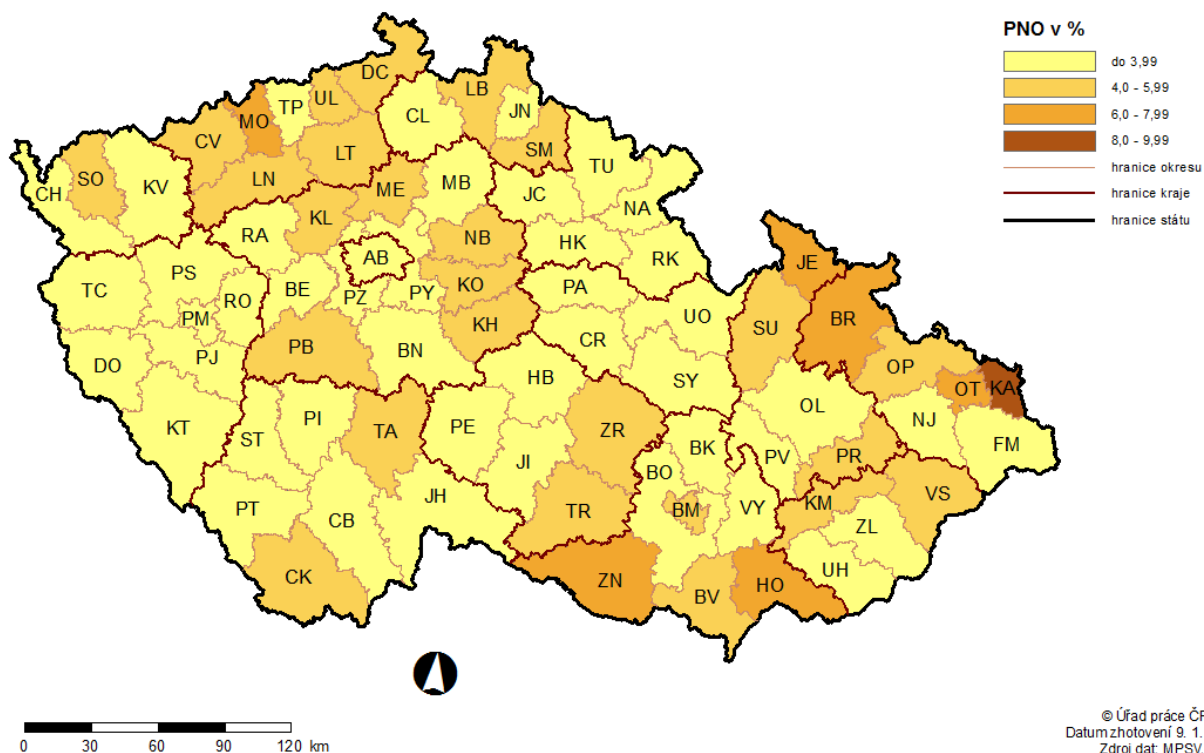 PNO v %
do 3,99
4,0 - 5,99
6,0 - 7,99
8,0 - 9,99
hranice okresu
hranice kraje
hranice státu
DC
LB
UL
TP
JN
MO
CL
CV
LT
SM
TU
SO
KV
LN
ME
MB
JC
CH
NA
KL
RA
NB
HK
AB
RK
JE
PS
TC
RO
BE
PZ
PY
KO
PA
UO
BR
PM
KH
SU
PB
BN
CR
DO
PJ
OP
HB
SY
OT
KA
OL
KT
ST
PI
TA
PE
ZR
NJ
FM
JI
BO
BK
PV
PR
VS
PT
CB
JH
TR
BM
VY
KM
ZL
CK
ZN
BV
HO
UH
0 30 60 90 120 km
© Úřad práce ČR
Datum zhotovení 9. 1.
Zdroj dat: MPSV